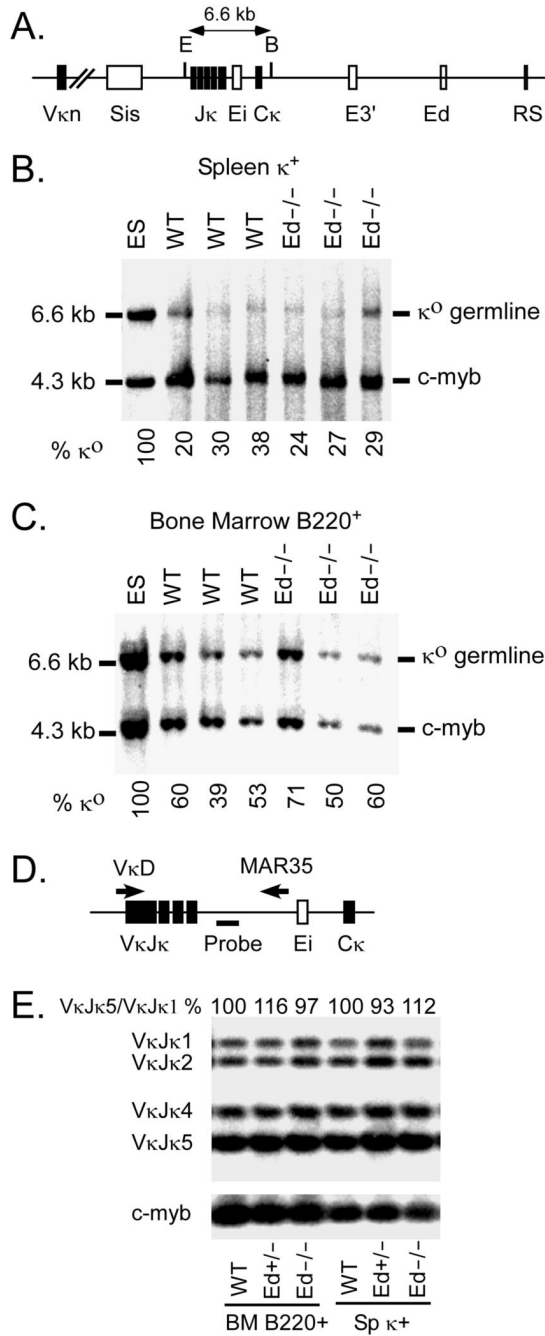 A.
6.6 kb
E B
Vκn Sis Jκ Ei Cκ E3' Ed RS
B.
Spleen κ+
ES WT WT WT Ed−/− Ed−/− Ed−/−
6.6 kb κ⁰ germline
4.3 kb c-myb
% κ⁰ 100 20 30 38 24 27 29
C.
Bone Marrow B220+
ES WT WT WT Ed−/− Ed−/− Ed−/−
6.6 kb κ⁰ germline
4.3 kb c-myb
% κ⁰ 100 60 39 53 71 50 60
D.
VκD MAR35
VκJκ Probe Ei Cκ
E.
VκJκ5/VκJκ1 % 100 116 97 100 93 112
VκJκ1
VκJκ2
VκJκ4
VκJκ5
c-myb
WT Ed+/− Ed−/− WT Ed+/− Ed−/−
BM B220+ Sp κ+